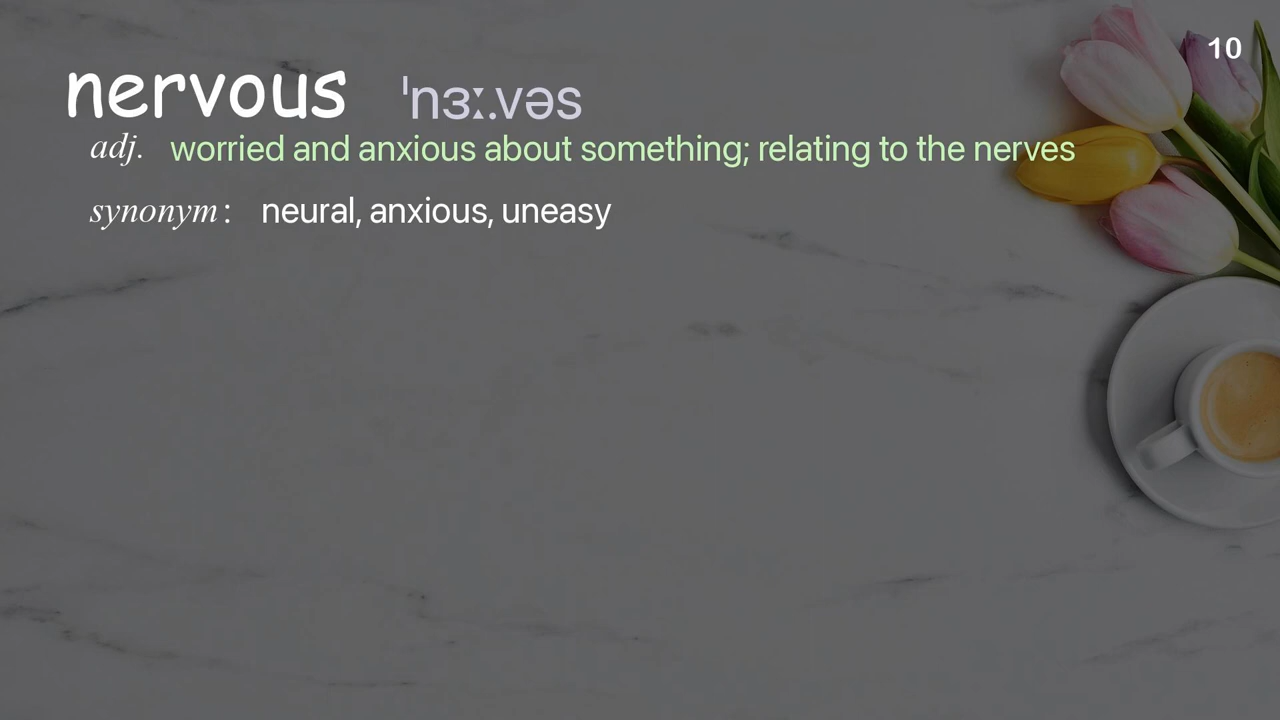 10
nervous ˈnɜː.vəs
adj. worried and anxious about something; relating to the nerves
synonym: neural, anxious, uneasy